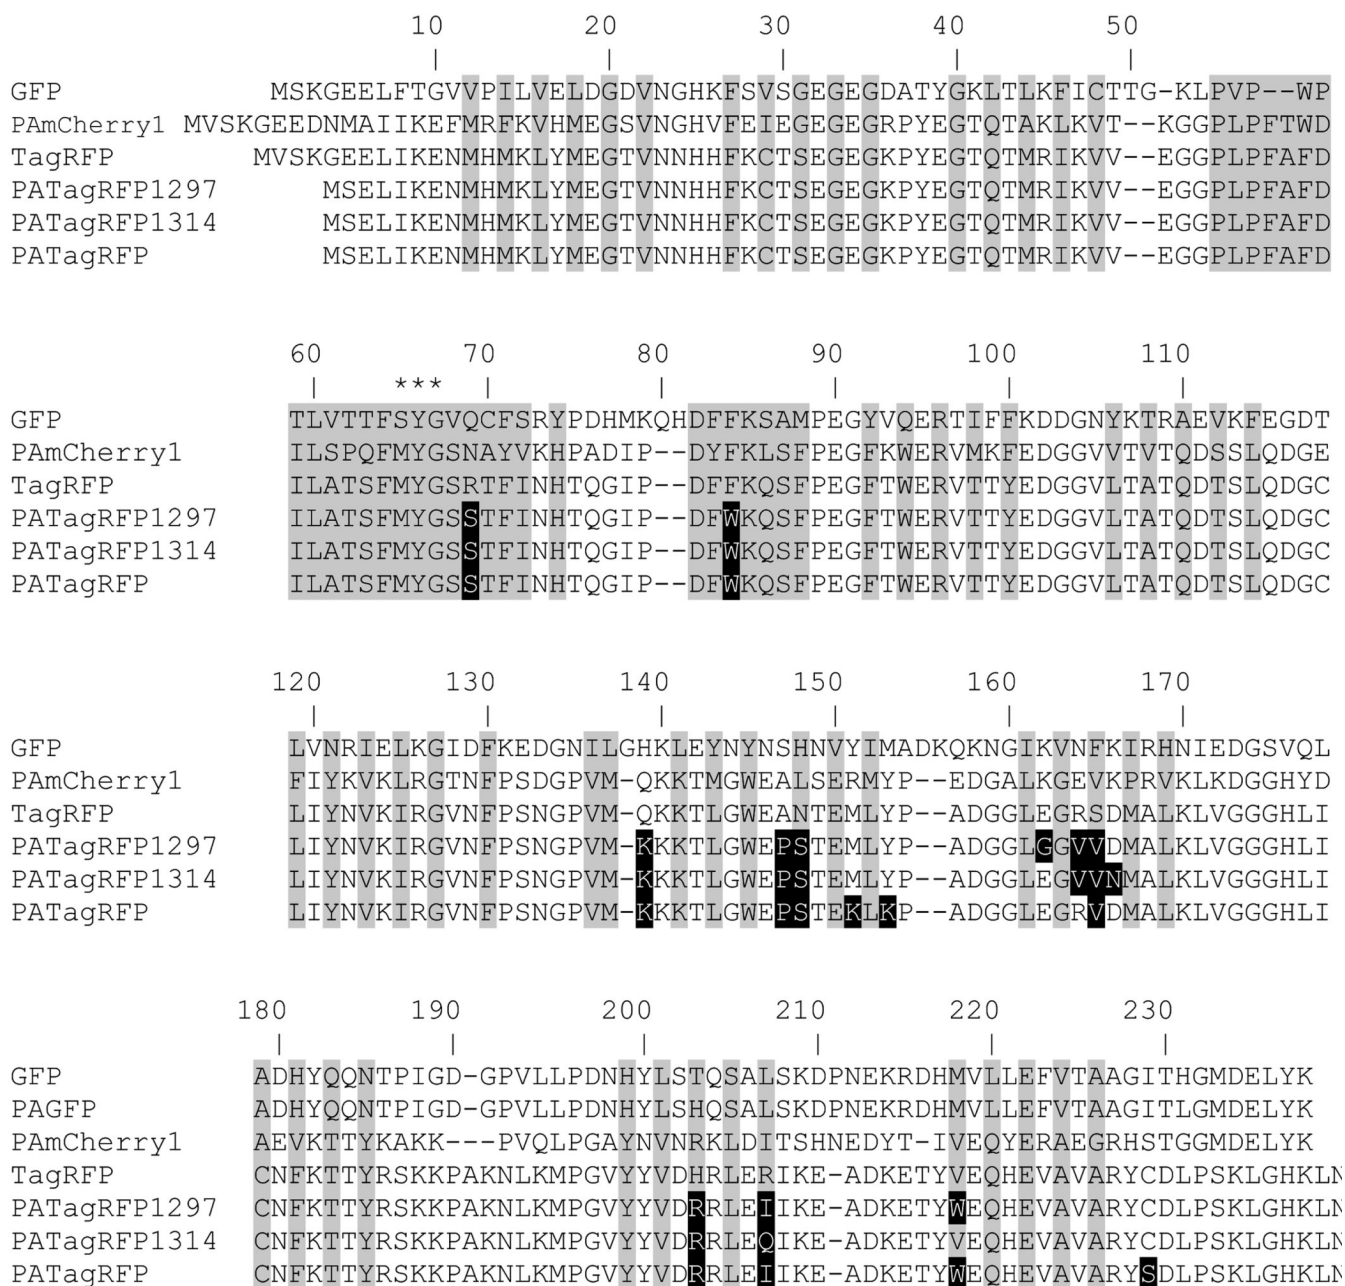 10 20 30 40 50
GFP MSKGEELFTGVVPILVELDGDVNGHKFSVSGEGEGDATYGKLTLKFICTTG-KLPVP--WP
PAmCherry1 MVSKGEEDNMAIIKEFMRFKVHMEGSVNGHVFEIEGEGEGRPYEGTQTAKLKVT--KGGPLPFTWD
TagRFP MVSKGEELIKENMHMKLYMEGTVNNHHFKCTSEGEGKPYEGTQTMRIKVV--EGGPLPFAFD
PATagRFP1297 MSELIKENMHMKLYMEGTVNNHHFKCTSEGEGKPYEGTQTMRIKVV--EGGPLPFAFD
PATagRFP1314 MSELIKENMHMKLYMEGTVNNHHFKCTSEGEGKPYEGTQTMRIKVV--EGGPLPFAFD
PATagRFP MSELIKENMHMKLYMEGTVNNHHFKCTSEGEGKPYEGTQTMRIKVV--EGGPLPFAFD
60 70 80 90 100 110
***
GFP TLVTTFSYGVQCFSRYPDHMKQHDFFKSAMPEGYVQERTIFFKDDGNYKTRAEVKFEGDT
PAmCherry1 ILSPQFMYGSNAYVKHPADIP--DYFKLSFPEGFKWERVMKFEDGGVVTVTQDSSLQDGE
TagRFP ILATSFMYGSRTFINHTQGIP--DFFKQSFPEGFTWERVTTYEDGGVLTATQDTSLQDGC
PATagRFP1297 ILATSFMYGSSTFINHTQGIP--DFWKQSFPEGFTWERVTTYEDGGVLTATQDTSLQDGC
PATagRFP1314 ILATSFMYGSSTFINHTQGIP--DFWKQSFPEGFTWERVTTYEDGGVLTATQDTSLQDGC
PATagRFP ILATSFMYGSSTFINHTQGIP--DFWKQSFPEGFTWERVTTYEDGGVLTATQDTSLQDGC
120 130 140 150 160 170
GFP LVNRIELKGIDFKEDGNILGHKLEYNYNSHNVYIMADKQKNGIKVNFKIRHNIEDGSVQL
PAmCherry1 FIYKVKLRGTNFPSDGPVM-QKKTMGWEALSERMYP--EDGALKGEVKPRVKLKDGGHYD
TagRFP LIYNVKIRGVNFPSNGPVM-QKKTLGWEANTEMLYP--ADGGLEGRSDMALKLVGGGHLI
PATagRFP1297 LIYNVKIRGVNFPSNGPVM-KKKTLGWEPSTEMLYP--ADGGLGGVVDMALKLVGGGHLI
PATagRFP1314 LIYNVKIRGVNFPSNGPVM-KKKTLGWEPSTEMLYP--ADGGLEGVVNMALKLVGGGHLI
PATagRFP LIYNVKIRGVNFPSNGPVM-KKKTLGWEPSTEKLKP--ADGGLEGRVDMALKLVGGGHLI
180 190 200 210 220 230
GFP ADHYQQNTPIGD-GPVLLPDNHYLSTQSALSKDPNEKRDHMVLLEFVTAAGITHGMDELYK
PAGFP ADHYQQNTPIGD-GPVLLPDNHYLSHQSALSKDPNEKRDHMVLLEFVTAAGITLGMDELYK
PAmCherry1 AEVKTTYKAKK---PVQLPGAYNVNRKLDITSHNEDYT-IVEQYERAEGRHSTGGMDELYK
TagRFP CNFKTTYRSKKPAKNLKMPGVYYVDHRLERIKE-ADKETYVEQHEVAVARYCDLPSKLGHKLN
PATagRFP1297 CNFKTTYRSKKPAKNLKMPGVYYVDRRLEIIKE-ADKETYWEQHEVAVARYCDLPSKLGHKLN
PATagRFP1314 CNFKTTYRSKKPAKNLKMPGVYYVDRRLEQIKE-ADKETYVEQHEVAVARYCDLPSKLGHKLN
PATagRFP CNFKTTYRSKKPAKNLKMPGVYYVDRRLEIIKE-ADKETYWEQHEVAVARYSDLPSKLGHKLN